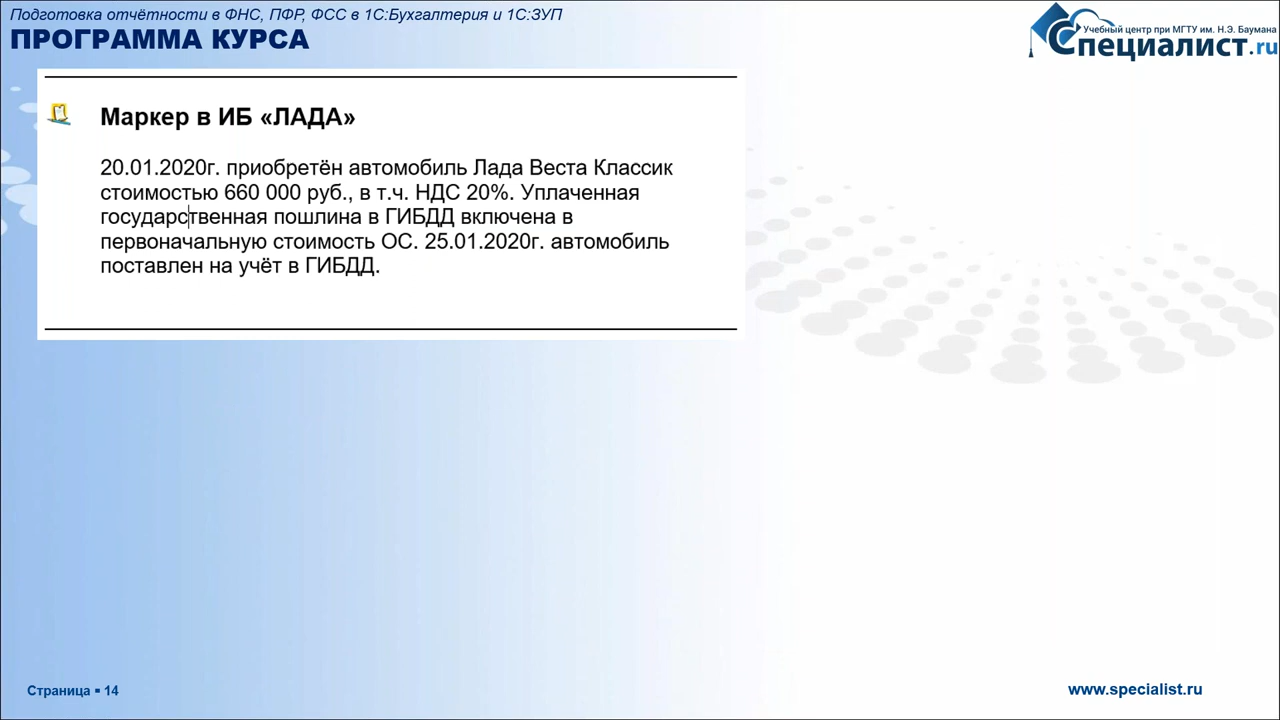 Подготовка отчётности в ФНС, ПФР, ФСС в 1С:Бухгалтерия и 1С:ЗУП
ПРОГРАММА КУРСА
Учебный центр при МГТУ им. Н.Э. Баумана
Специалист.ru
Маркер в ИБ «ЛАДА»
20.01.2020г. приобретён автомобиль Лада Веста Классик
стоимостью 660 000 руб., в т.ч. НДС 20%. Уплаченная
государственная пошлина в ГИБДД включена в
первоначальную стоимость ОС. 25.01.2020г. автомобиль
поставлен на учёт в ГИБДД.
Страница ▪ 14
www.specialist.ru